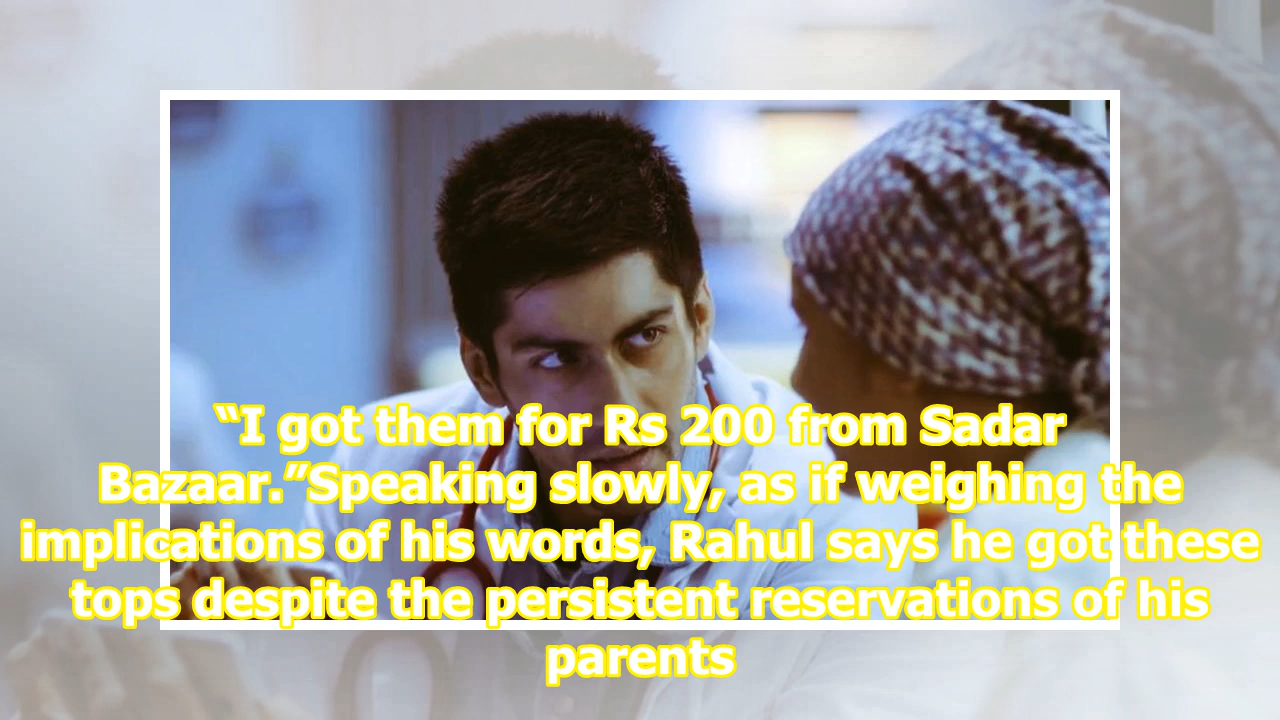 “I got them for Rs 200 from Sadar
Bazaar.”Speaking slowly, as if weighing the
implications of his words, Rahul says he got these
tops despite the persistent reservations of his
parents